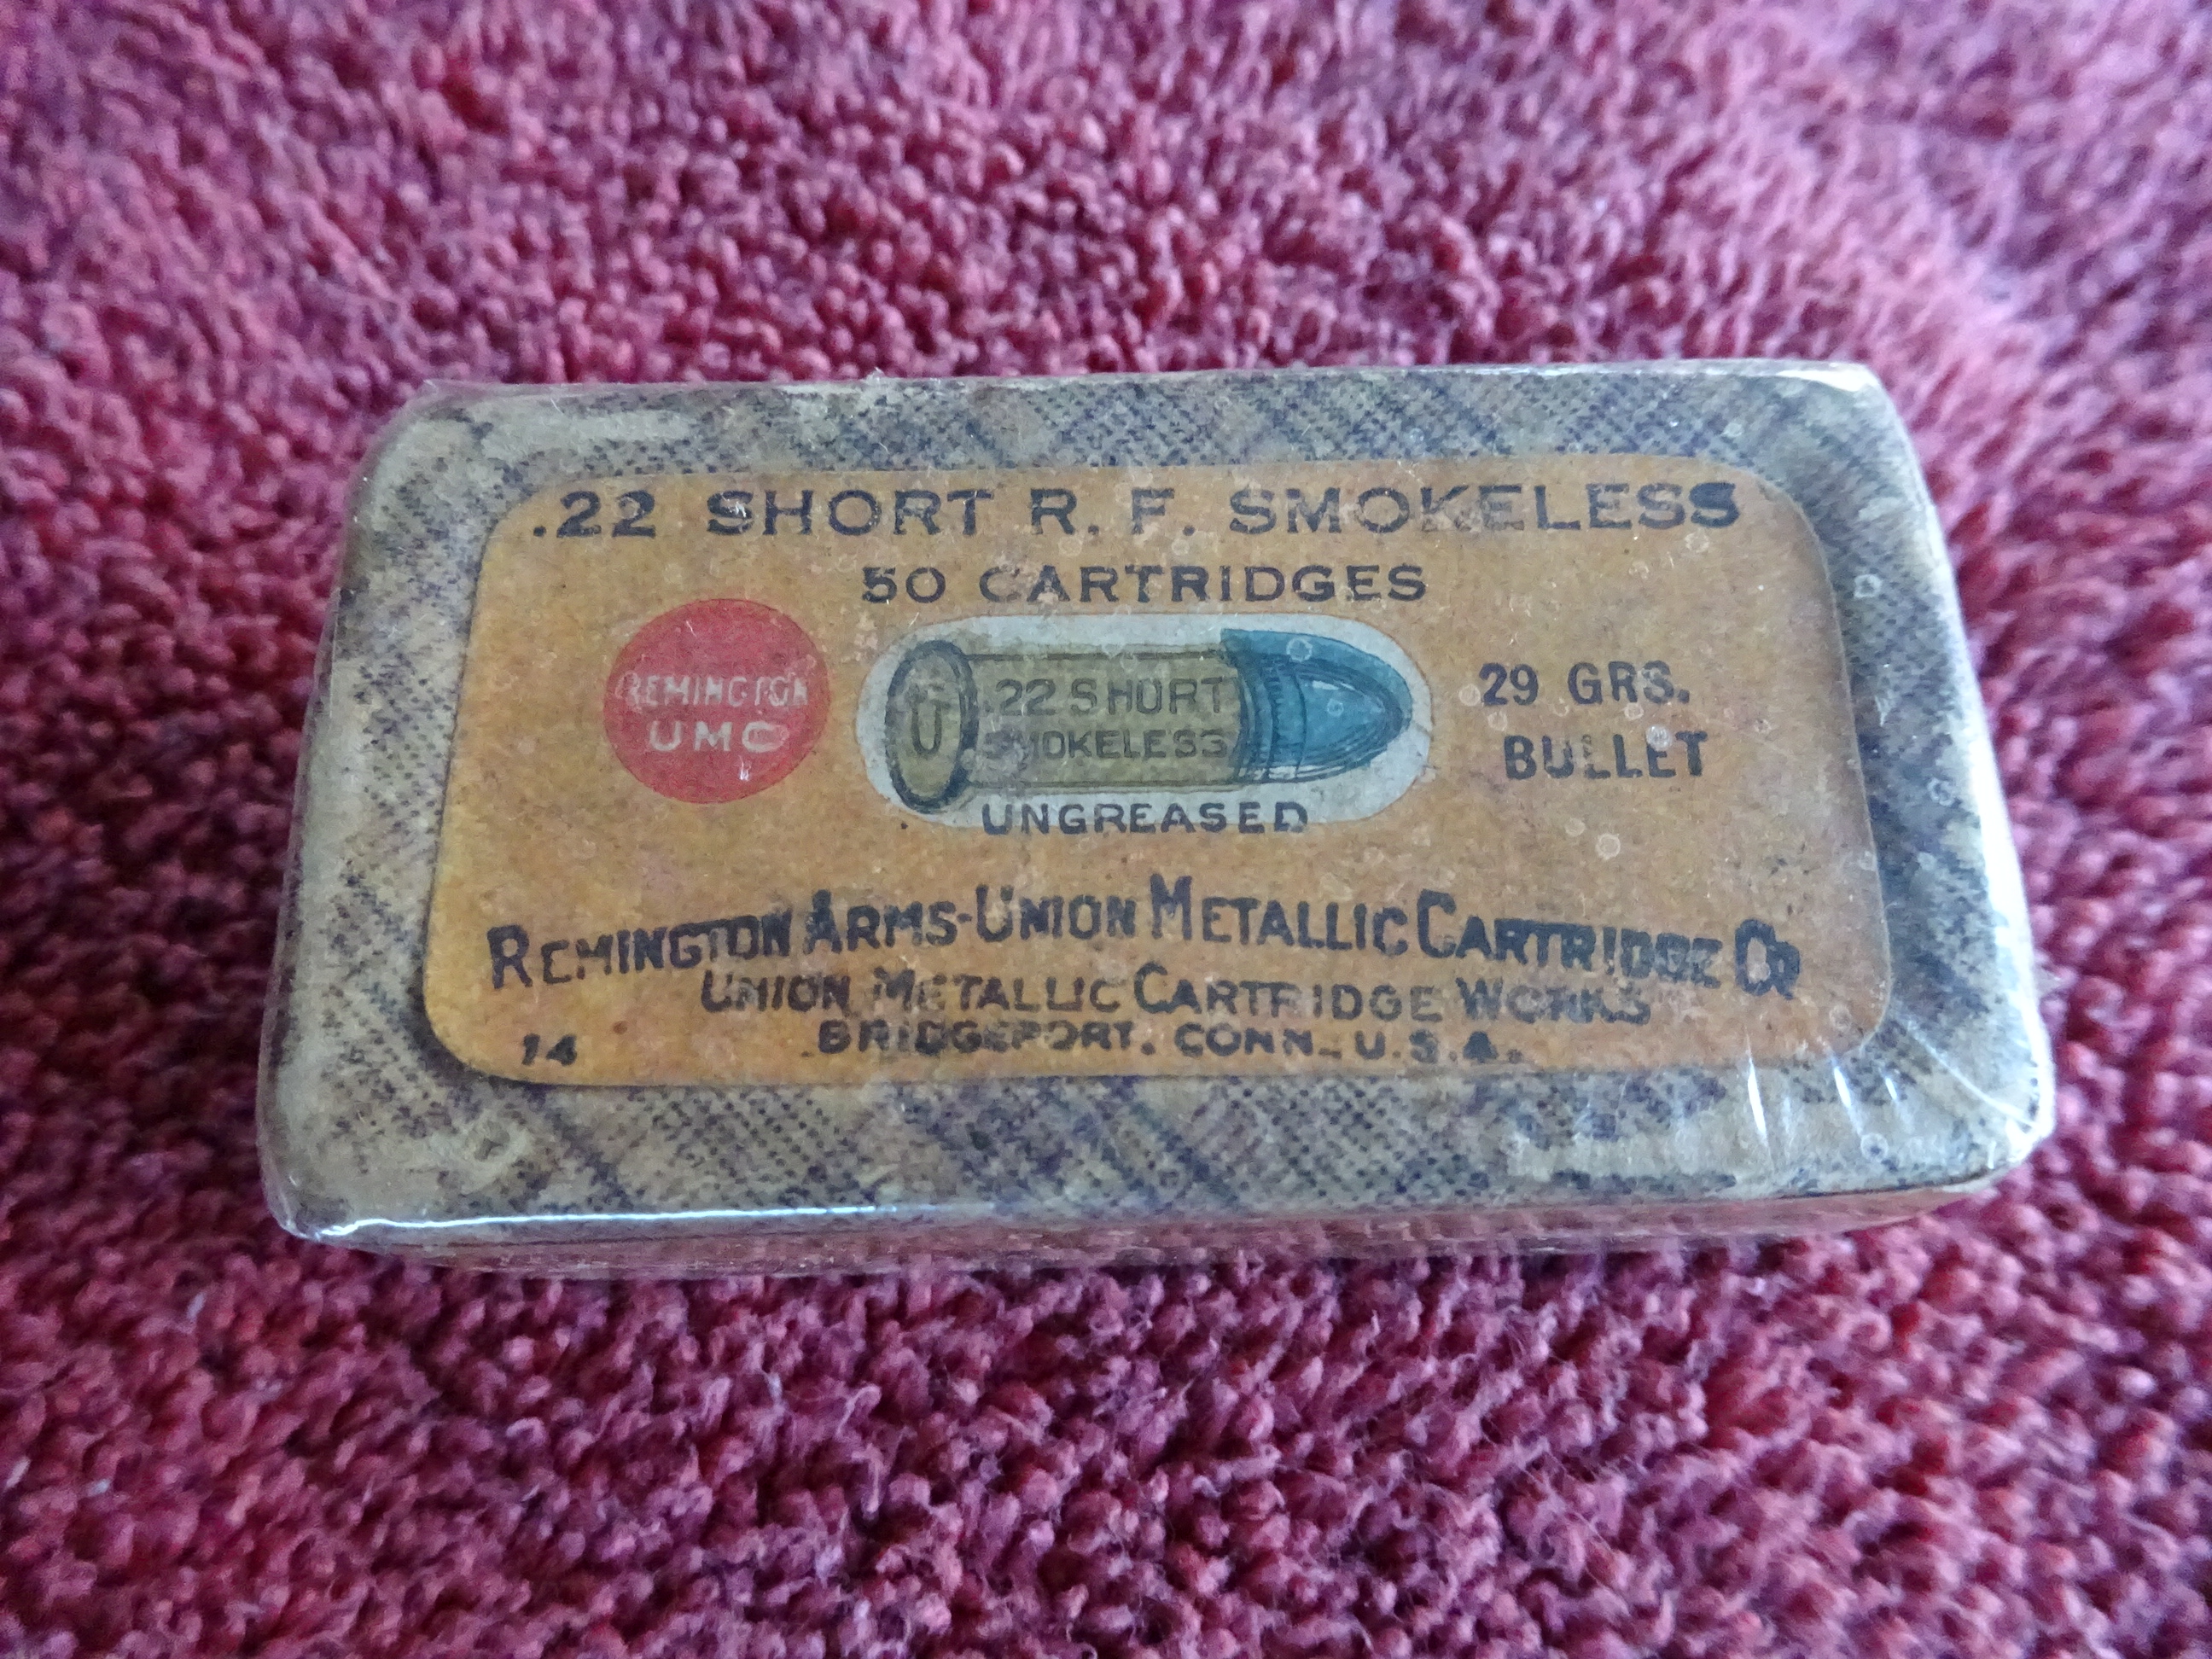 .22 SHORT R. F. SMOKELESS
50 CARTRIDGES
REMINGTON
UMC
U
.22 SHORT
SMOKELESS
UNGREASED
29 GRS.
BULLET
REMINGTON ARMS-UNION METALLIC CARTRIDGE CO
UNION METALLIC CARTRIDGE WORKS
BRIDGEPORT. CONN. U.S.A.
14